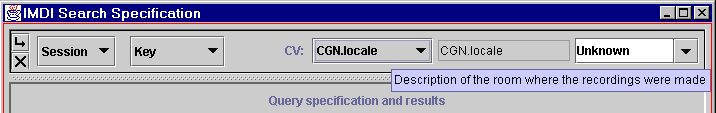 IMDI Search Specification
Session Key CV: CGN.locale CGN.locale Unknown
Description of the room where the recordings were made
Query specification and results